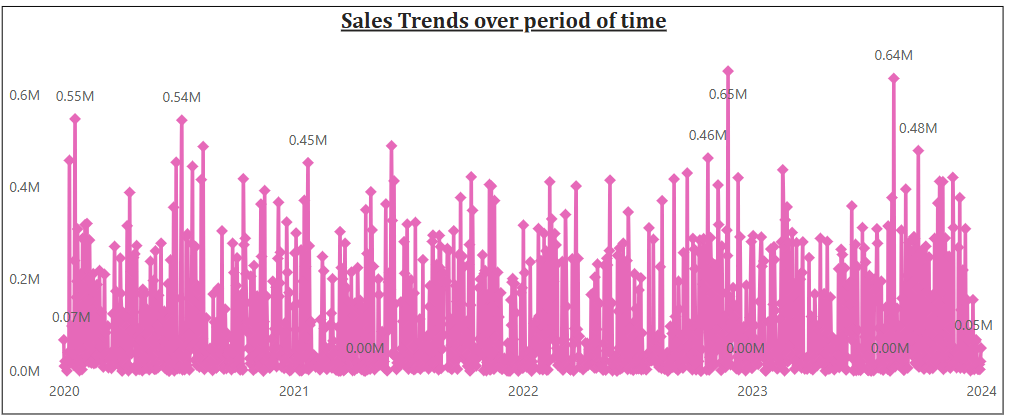 Sales Trends over period of time
0.64M
0.6M 0.55M 0.54M 0.65M
0.48M
0.45M 0.46M
0.4M
0.2M
0.07M 0.05M
0.00M 0.00M 0.00M
0.0M
2020 2021 2022 2023 2024